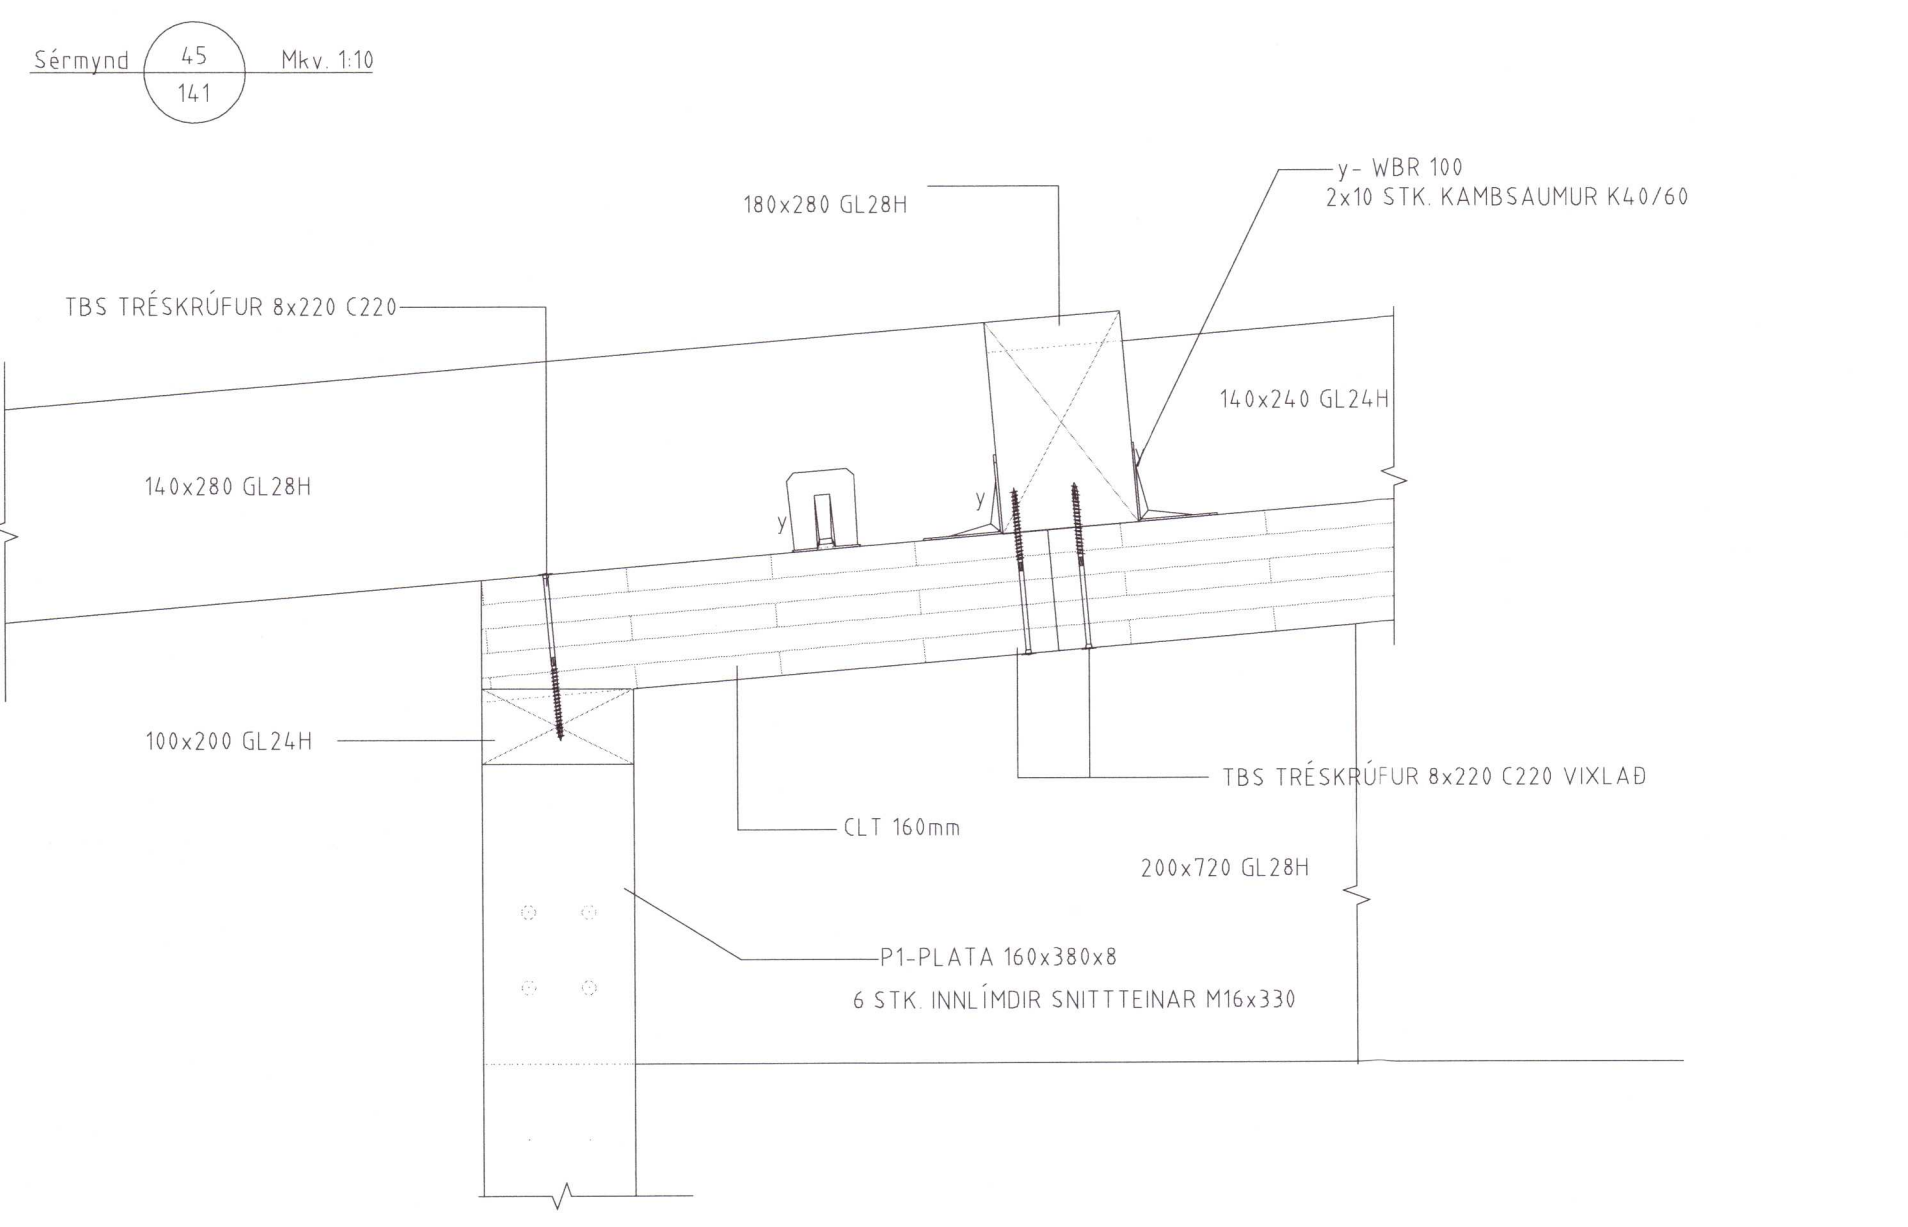 Sérmynd 45 Mkv. 1:10
141
y- WBR 100
2x10 STK. KAMBSAUMUR K40/60
180x280 GL28H
TBS TRÉSKRÚFUR 8x220 C220
140x240 GL24H
140x280 GL28H
y
y
100x200 GL24H
TBS TRÉSKRÚFUR 8x220 C220 VIXLAÐ
CLT 160mm
200x720 GL28H
P1-PLATA 160x380x8
6 STK. INNLÍMDIR SNITTTEINAR M16x330